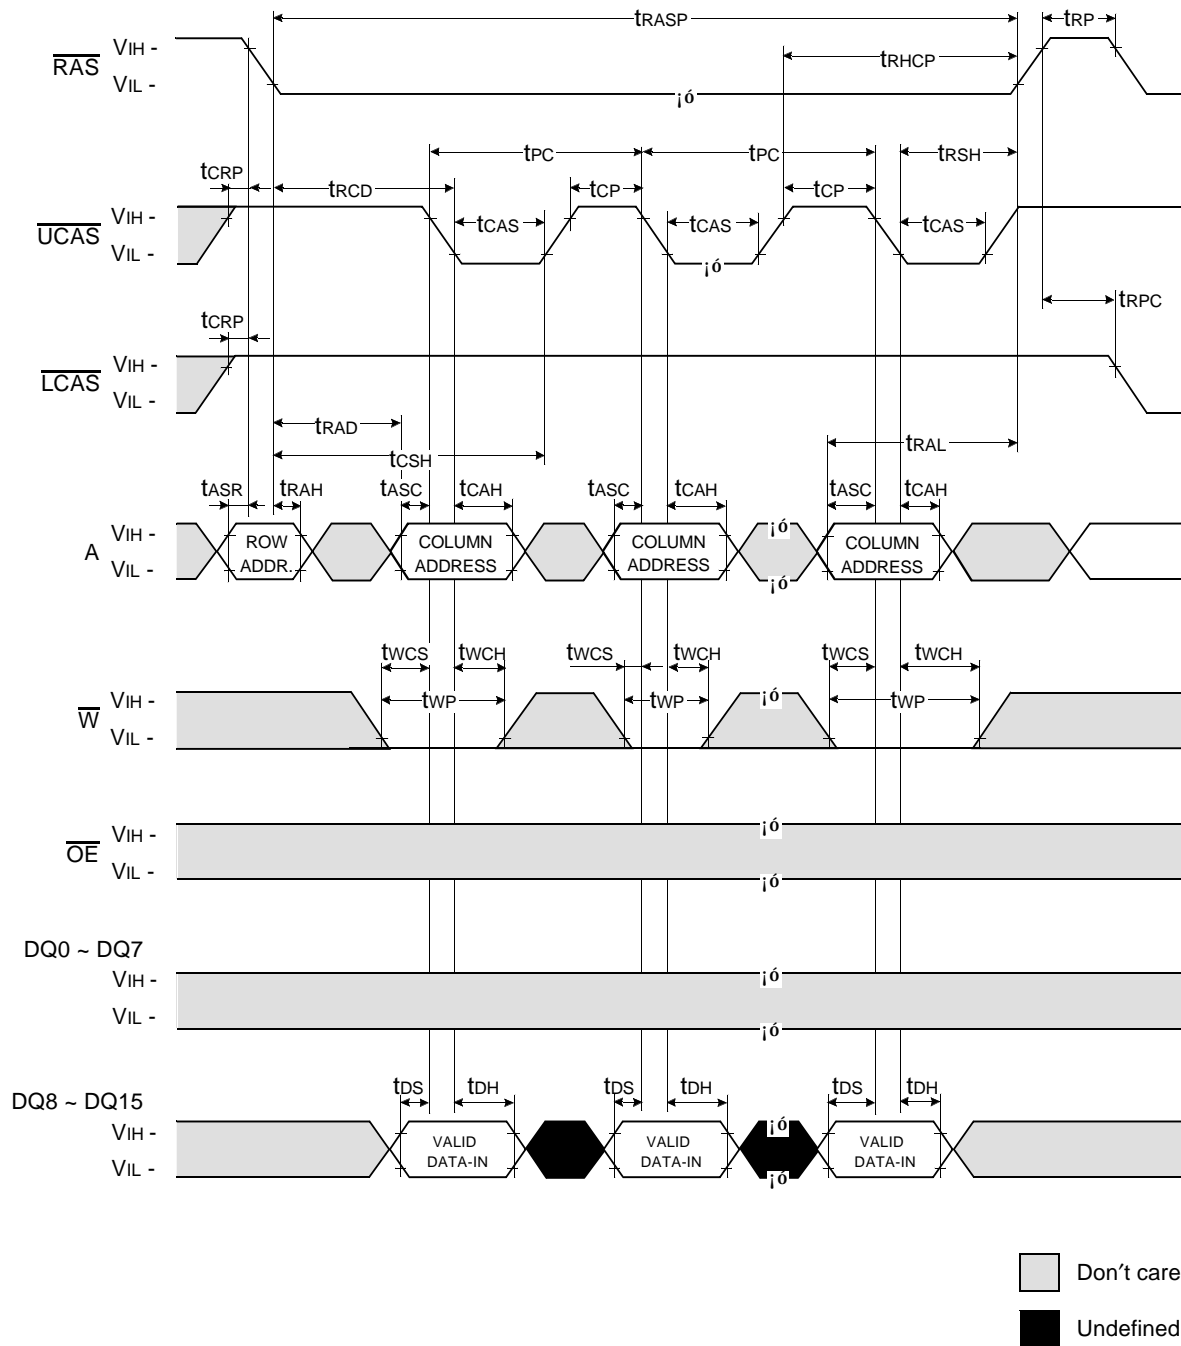 tRASP
tRP
RAS
VIH -
VIL -
tRHCP
¡ó
tCRP
tRCD
tPC
tPC
tRSH
tCP
tCP
UCAS
VIH -
VIL -
tCAS
tCAS
tCAS
¡ó
tRPC
tCRP
LCAS
VIH -
VIL -
tRAD
tCSH
tRAL
tASR
tRAH
tASC
tCAH
tASC
tCAH
tASC
tCAH
A
VIH -
VIL -
ROW
ADDR.
COLUMN
ADDRESS
COLUMN
ADDRESS
¡ó
¡ó
COLUMN
ADDRESS
tWCS
tWCH
tWCS
tWCH
tWCS
tWCH
tWP
tWP
tWP
W
VIH -
VIL -
¡ó
¡ó
OE
VIH -
VIL -
¡ó
¡ó
DQ0 ~ DQ7
VIH -
VIL -
¡ó
¡ó
DQ8 ~ DQ15
VIH -
VIL -
tDS
tDH
tDS
tDH
tDS
tDH
VALID
DATA-IN
VALID
DATA-IN
¡ó
¡ó
VALID
DATA-IN
Don′t care
Undefined